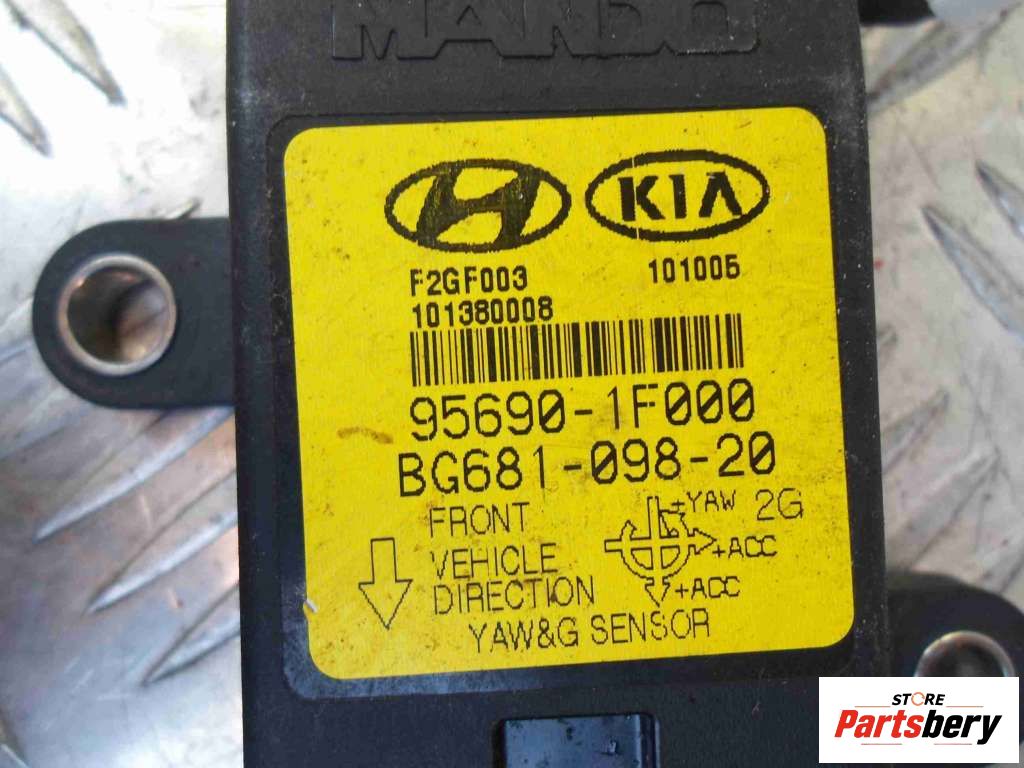 MANDO
KIA
F2GF003 101005
101380008
95690-1F000
BG681-098-20
FRONT
VEHICLE
DIRECTION
±YAW 2G
+ACC
+ACC
YAW&G SENSOR
STORE
Partsbery